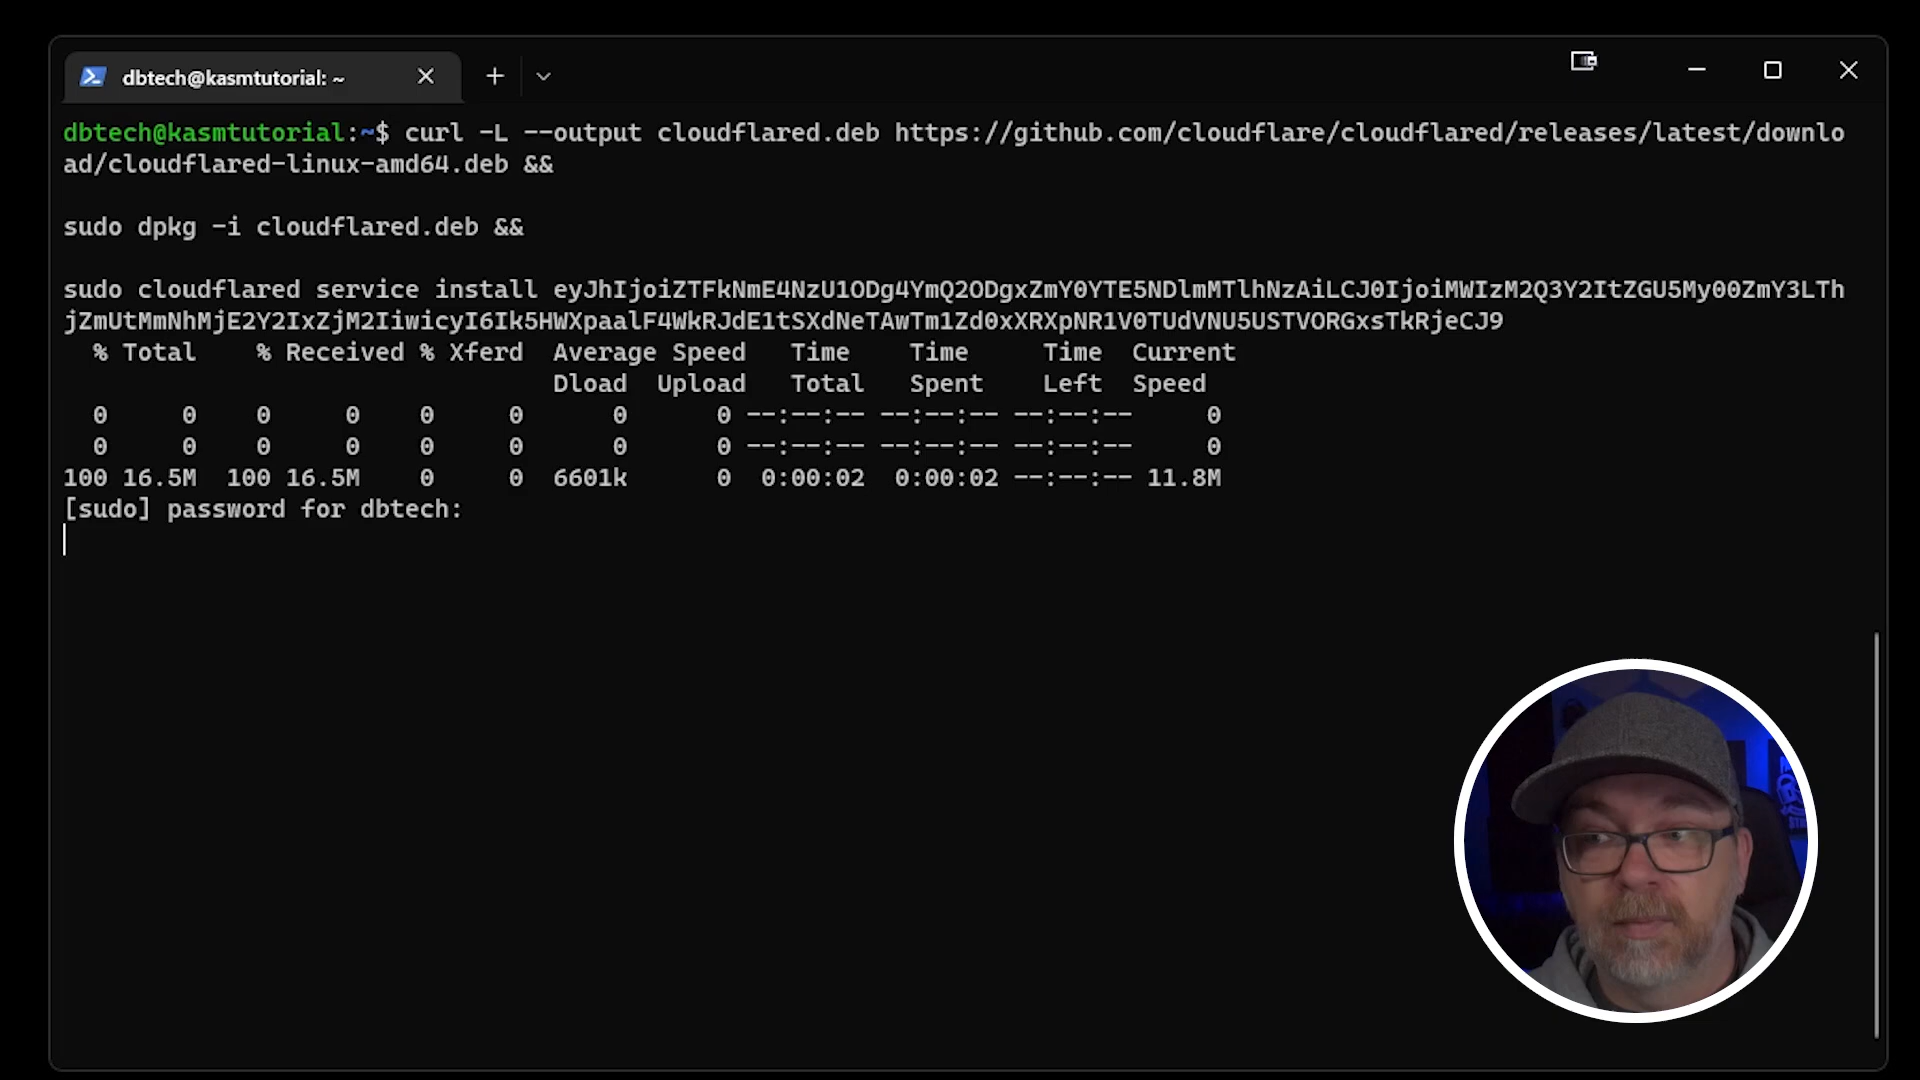 dbtech@kasmtutorial: ~
dbtech@kasmtutorial:~$ curl -L --output cloudflared.deb https://github.com/cloudflare/cloudflared/releases/latest/downlo
ad/cloudflared-linux-amd64.deb &&
sudo dpkg -i cloudflared.deb &&
sudo cloudflared service install eyJhIjoiZTFkNmE4NzU1ODg4YmQ2ODgxZmY0YTE5NDlmMTlhNzAiLCJ0IjoiMWIzM2Q3Y2ItZGU5My00ZmY3LTh
jZmUtMmNhMjE2Y2IxZjM2IiwicyI6Ik5HWXpaalF4WkRJdE1tSXdNeTAwTm1Zd0xXRXpNR1V0TUdVNU5USTVORGxsTkRjeCJ9
% Total % Received % Xferd Average Speed Time Time Time Current
Dload Upload Total Spent Left Speed
0 0 0 0 0 0 0 0 --:--:-- --:--:-- --:--:-- 0
0 0 0 0 0 0 0 0 --:--:-- --:--:-- --:--:-- 0
100 16.5M 100 16.5M 0 0 6601k 0 0:00:02 0:00:02 --:--:-- 11.8M
[sudo] password for dbtech: